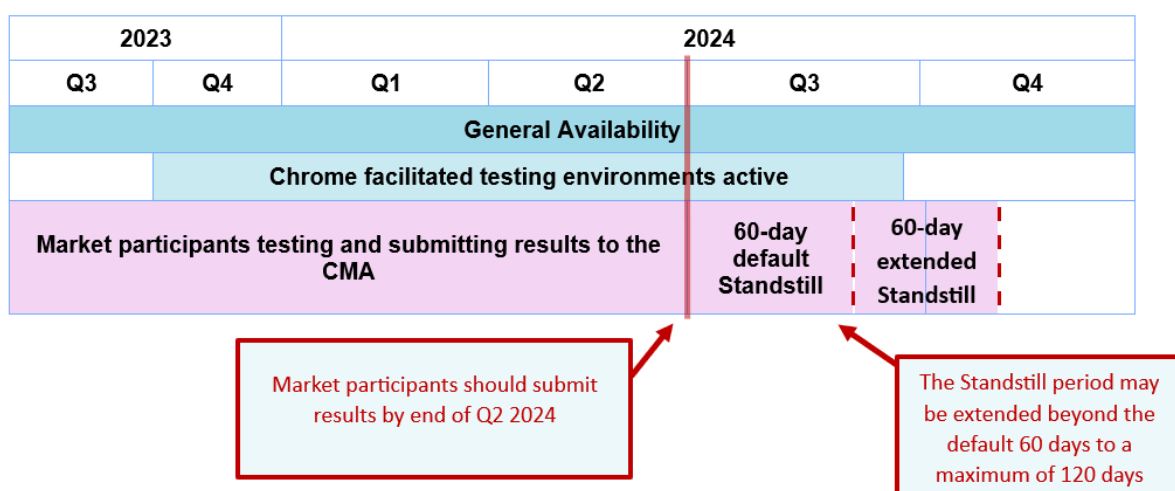 2023
2024
Q3
Q4
Q1
Q2
Q3
Q4
General Availability
Chrome facilitated testing environments active
Market participants testing and submitting results to the
CMA
60-day
default
Standstill
60-day
extended
Standstill
Market participants should submit
results by end of Q2 2024
The Standstill period may
be extended beyond the
default 60 days to a
maximum of 120 days